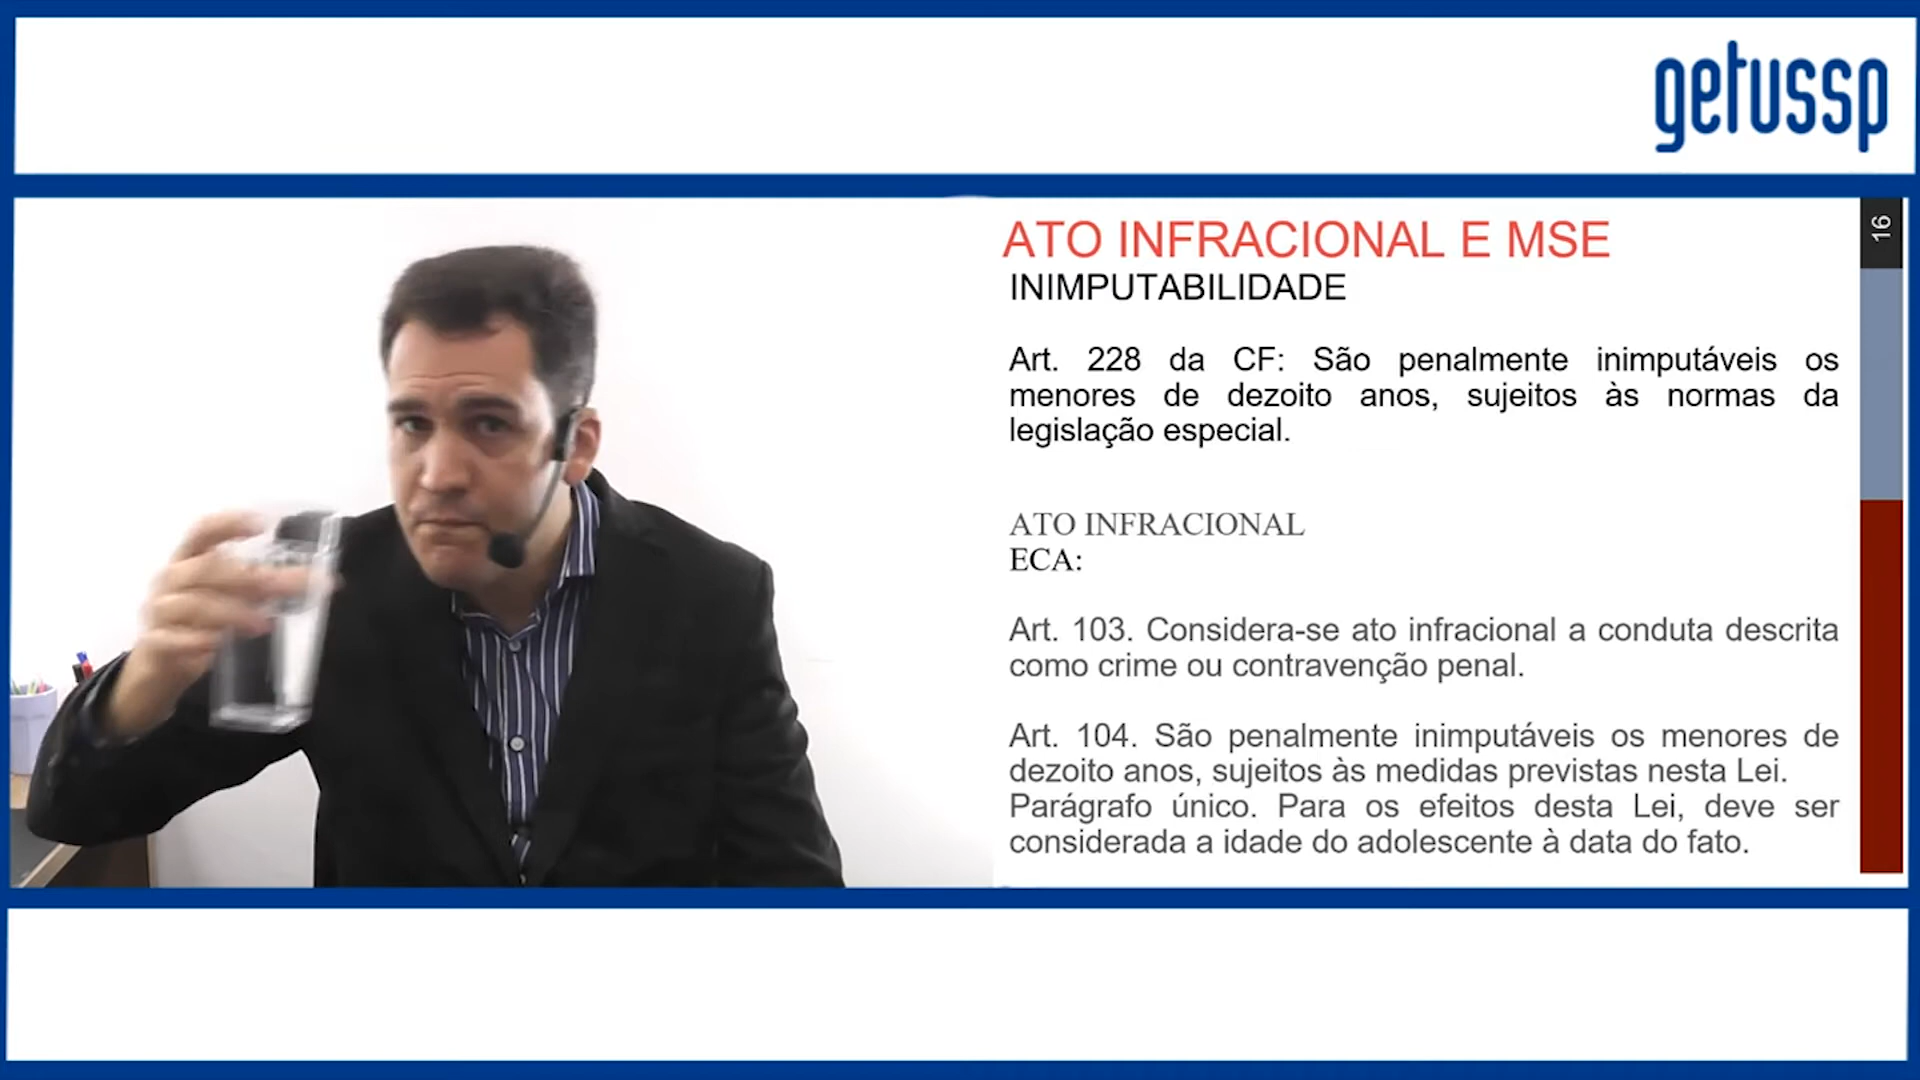 getussp
16
ATO INFRACIONAL E MSE
INIMPUTABILIDADE
Art. 228 da CF: São penalmente inimputáveis os
menores de dezoito anos, sujeitos às normas da
legislação especial.
ATO INFRACIONAL
ECA:
Art. 103. Considera-se ato infracional a conduta descrita
como crime ou contravenção penal.
Art. 104. São penalmente inimputáveis os menores de
dezoito anos, sujeitos às medidas previstas nesta Lei.
Parágrafo único. Para os efeitos desta Lei, deve ser
considerada a idade do adolescente à data do fato.